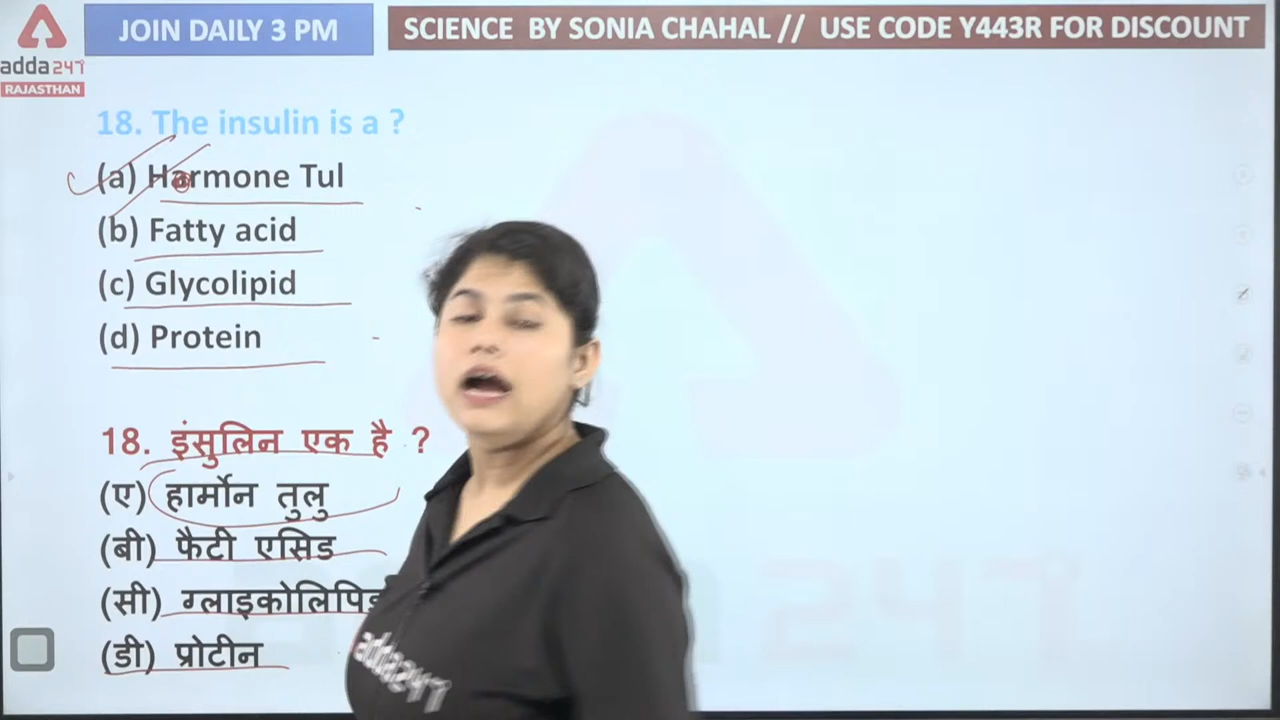 JOIN DAILY 3 PM
SCIENCE BY SONIA CHAHAL // USE CODE Y443R FOR DISCOUNT
adda247
RAJASTHAN
18. The insulin is a ?
(a) Harmone Tul
(b) Fatty acid
(c) Glycolipid
(d) Protein
18. इंसुलिन एक है ?
(ए) हार्मोन तुलु
(बी) फैटी एसिड
(सी) ग्लाइकोलिपिड
(डी) प्रोटीन
adda247